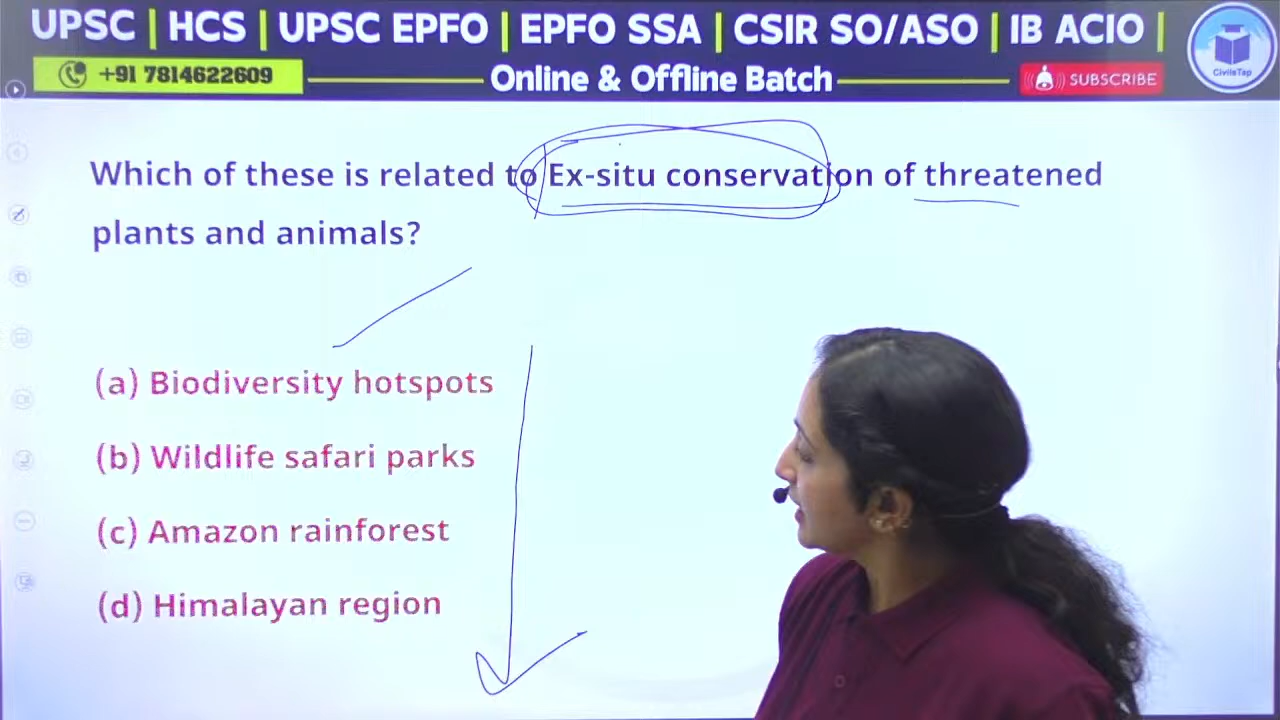 UPSC | HCS | UPSC EPFO | EPFO SSA | CSIR SO/ASO | IB ACIO |
+91 7814622609
Online & Offline Batch
SUBSCRIBE
CivilsTap
Which of these is related to Ex-situ conservation of threatened
plants and animals?
(a) Biodiversity hotspots
(b) Wildlife safari parks
(c) Amazon rainforest
(d) Himalayan region